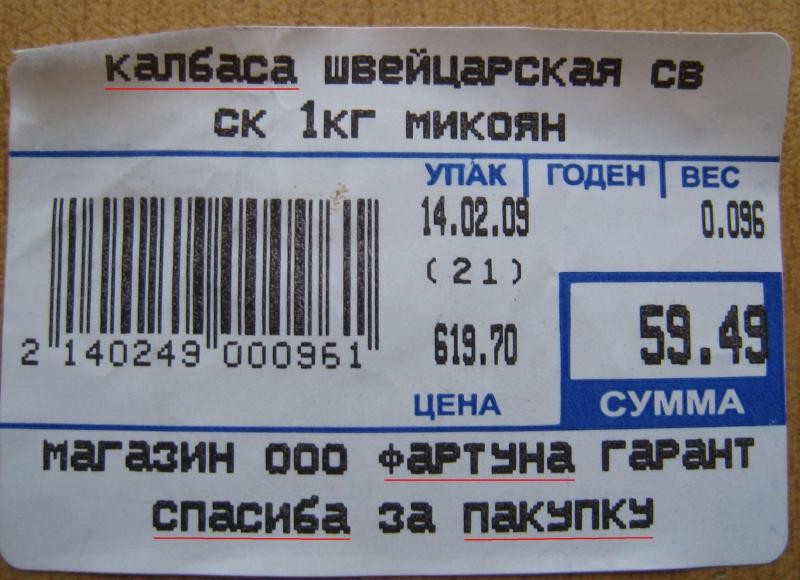 калбаса швейцарская св
ск 1кг микоян
УПАК ГОДЕН ВЕС
14.02.09 0.096
(21)
619.70 59.49
2 140249 000961
ЦЕНА СУММА
магазин ооо фартуна гарант
спасиба за пакупку